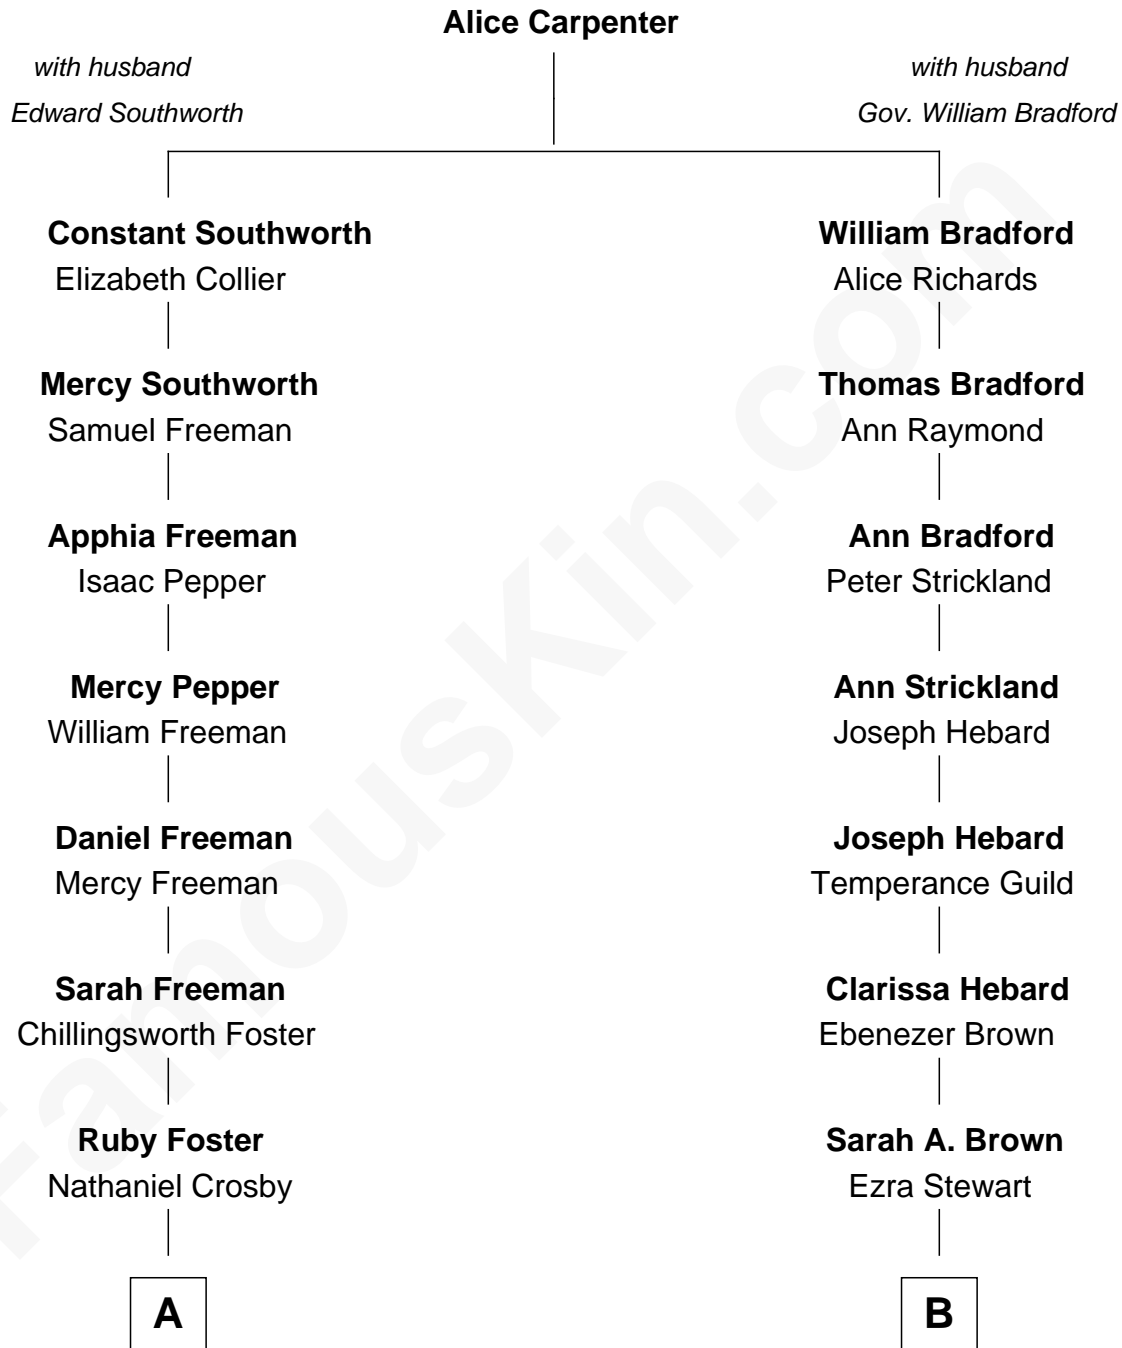 Alice Carpenter
with husband
Edward Southworth
with husband
Gov. William Bradford
Constant Southworth
Elizabeth Collier
William Bradford
Alice Richards
Mercy Southworth
Samuel Freeman
Thomas Bradford
Ann Raymond
Apphia Freeman
Isaac Pepper
Ann Bradford
Peter Strickland
Mercy Pepper
William Freeman
Ann Strickland
Joseph Hebard
Daniel Freeman
Mercy Freeman
Joseph Hebard
Temperance Guild
Sarah Freeman
Chillingsworth Foster
Clarissa Hebard
Ebenezer Brown
Ruby Foster
Nathaniel Crosby
Sarah A. Brown
Ezra Stewart
A
B
FamousKin.com